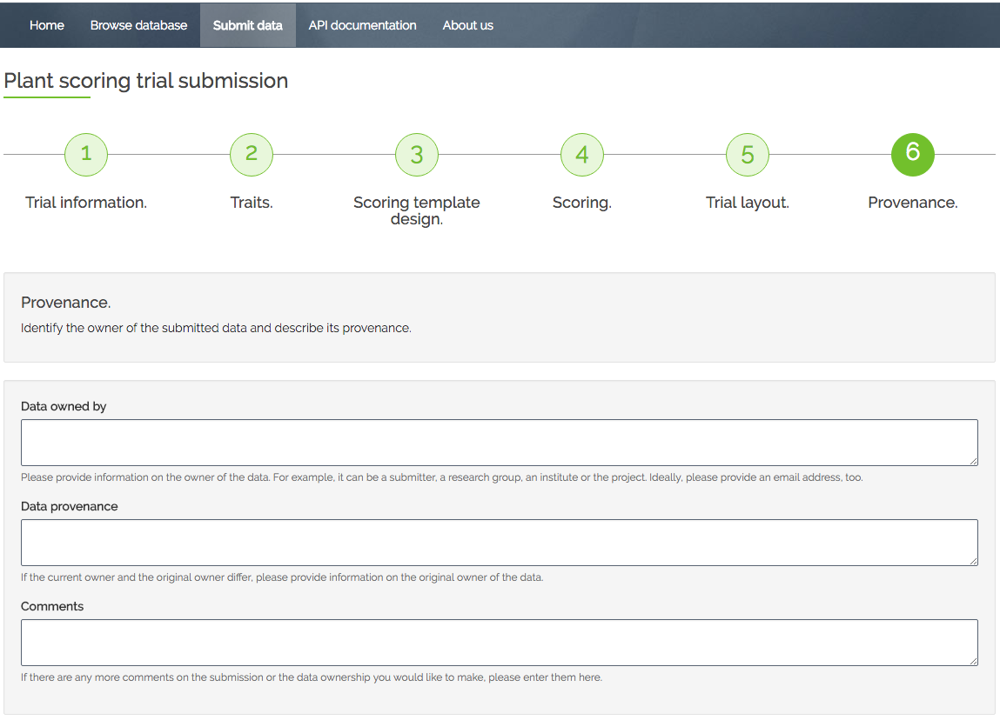 Home Browse database Submit data API documentation About us
Plant scoring trial submission
1 2 3 4 5 6
Trial information. Traits. Scoring template design. Scoring. Trial layout. Provenance.
Provenance.
Identify the owner of the submitted data and describe its provenance.
Data owned by
Please provide information on the owner of the data. For example, it can be a submitter, a research group, an institute or the project. Ideally, please provide an email address, too.
Data provenance
If the current owner and the original owner differ, please provide information on the original owner of the data.
Comments
If there are any more comments on the submission or the data ownership you would like to make, please enter them here.